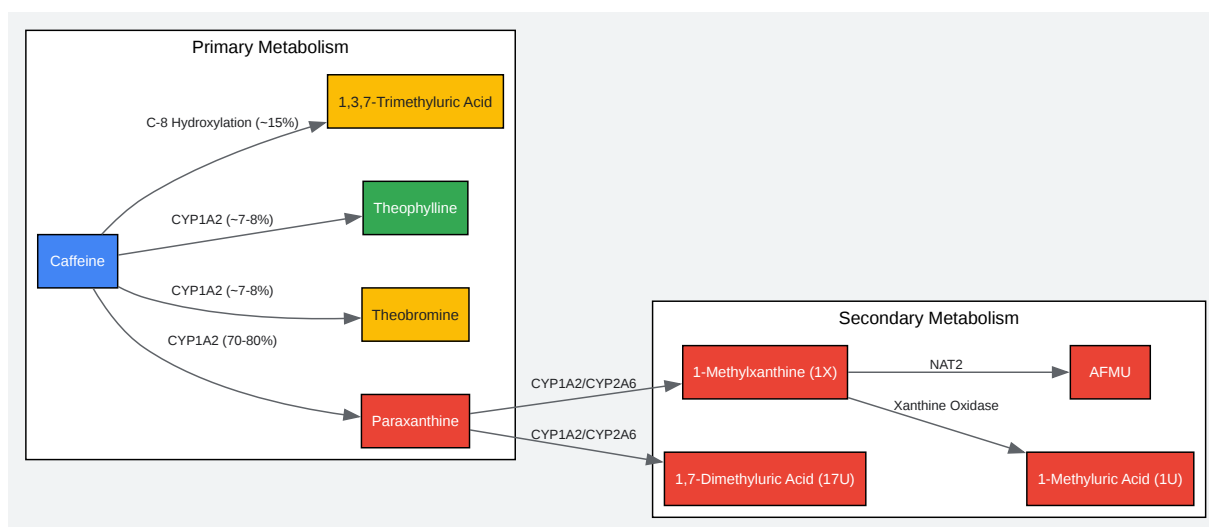 Primary Metabolism
1,3,7-Trimethyluric Acid
C-8 Hydroxylation (~15%)
Theophylline
CYP1A2 (~7-8%)
Caffeine
CYP1A2 (~7-8%)
Theobromine
CYP1A2 (70-80%)
Paraxanthine
CYP1A2/CYP2A6
CYP1A2/CYP2A6
Secondary Metabolism
1-Methylxanthine (1X)
NAT2
AFMU
Xanthine Oxidase
1,7-Dimethyluric Acid (17U)
1-Methyluric Acid (1U)